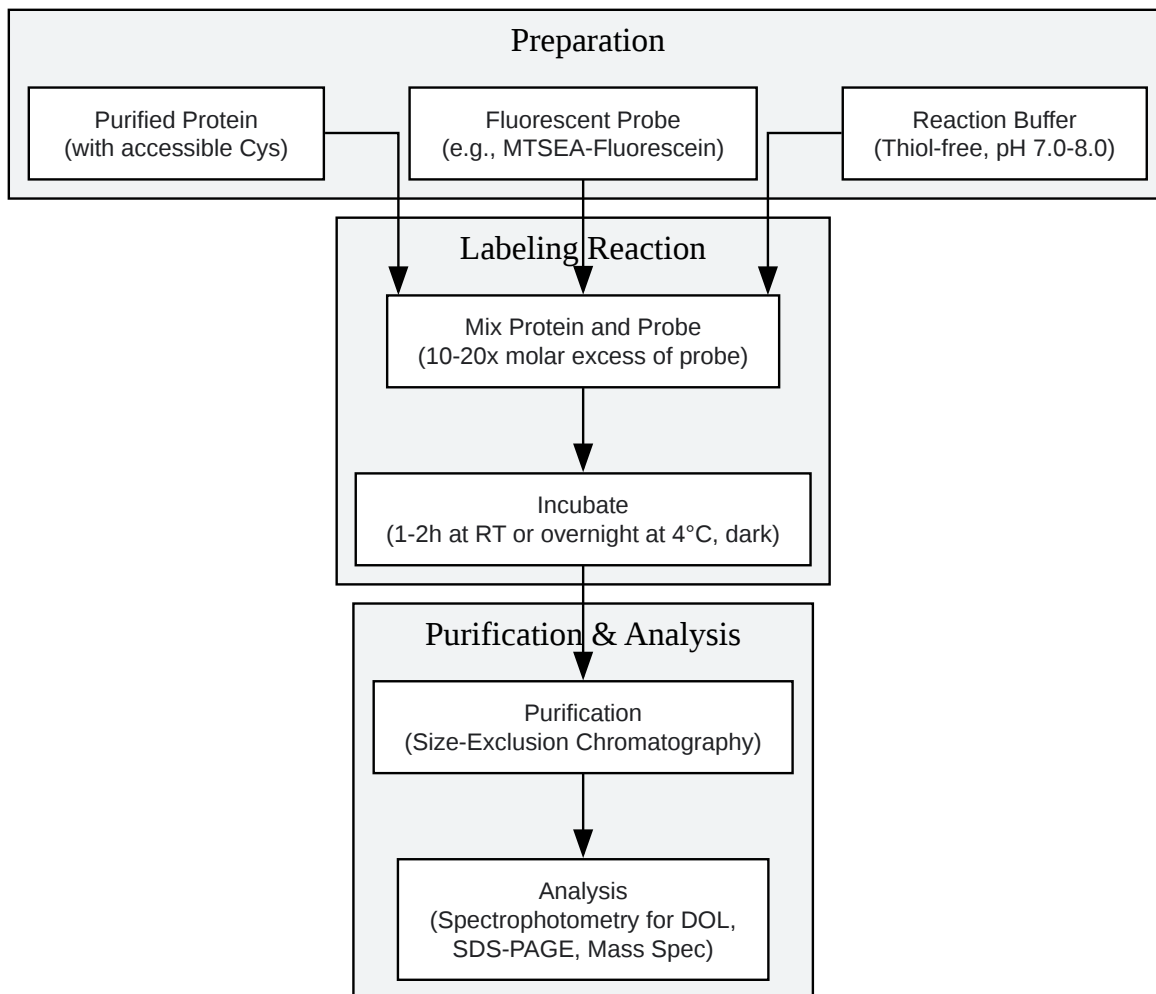 Preparation
Purified Protein
(with accessible Cys)
Fluorescent Probe
(e.g., MTSEA-Fluorescein)
Reaction Buffer
(Thiol-free, pH 7.0-8.0)
Labeling Reaction
Mix Protein and Probe
(10-20x molar excess of probe)
Incubate
(1-2h at RT or overnight at 4°C, dark)
Purification & Analysis
Purification
(Size-Exclusion Chromatography)
Analysis
(Spectrophotometry for DOL,
SDS-PAGE, Mass Spec)